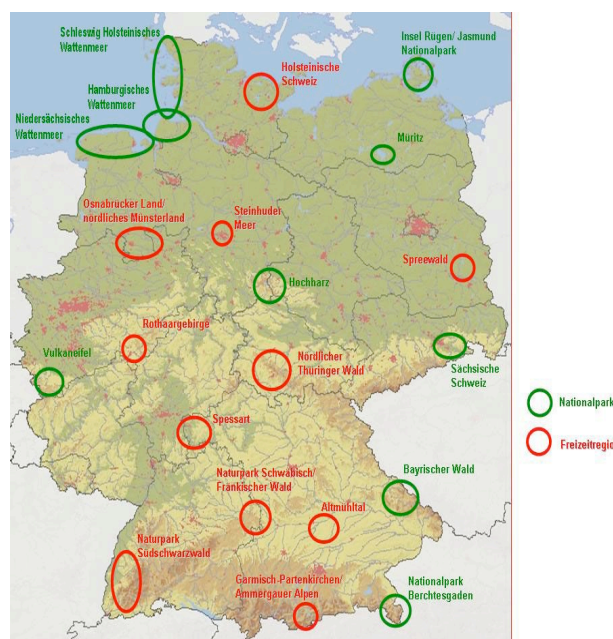 Schleswig Holsteinisches
Wattenmeer
Insel Rügen/ Jasmund
Nationalpark
Holsteinische
Schweiz
Hamburgisches
Wattenmeer
Niedersächsisches
Wattenmeer
Müritz
Osnabrücker Land/
nördliches Münsterland
Steinhuder
Meer
Spreewald
Hochharz
Rothaargebirge
Vulkaneifel
Nördlicher
Thüringer Wald
Sächsische
Schweiz
Nationalpark
Freizeitregio
Spessart
Naturpark Schwäbisch/
Fränkischer Wald
Bayrischer Wald
Altmühltal
Naturpark
Südschwarzwald
Garmisch-Partenkirchen/
Ammergauer Alpen
Nationalpark
Berchtesgaden